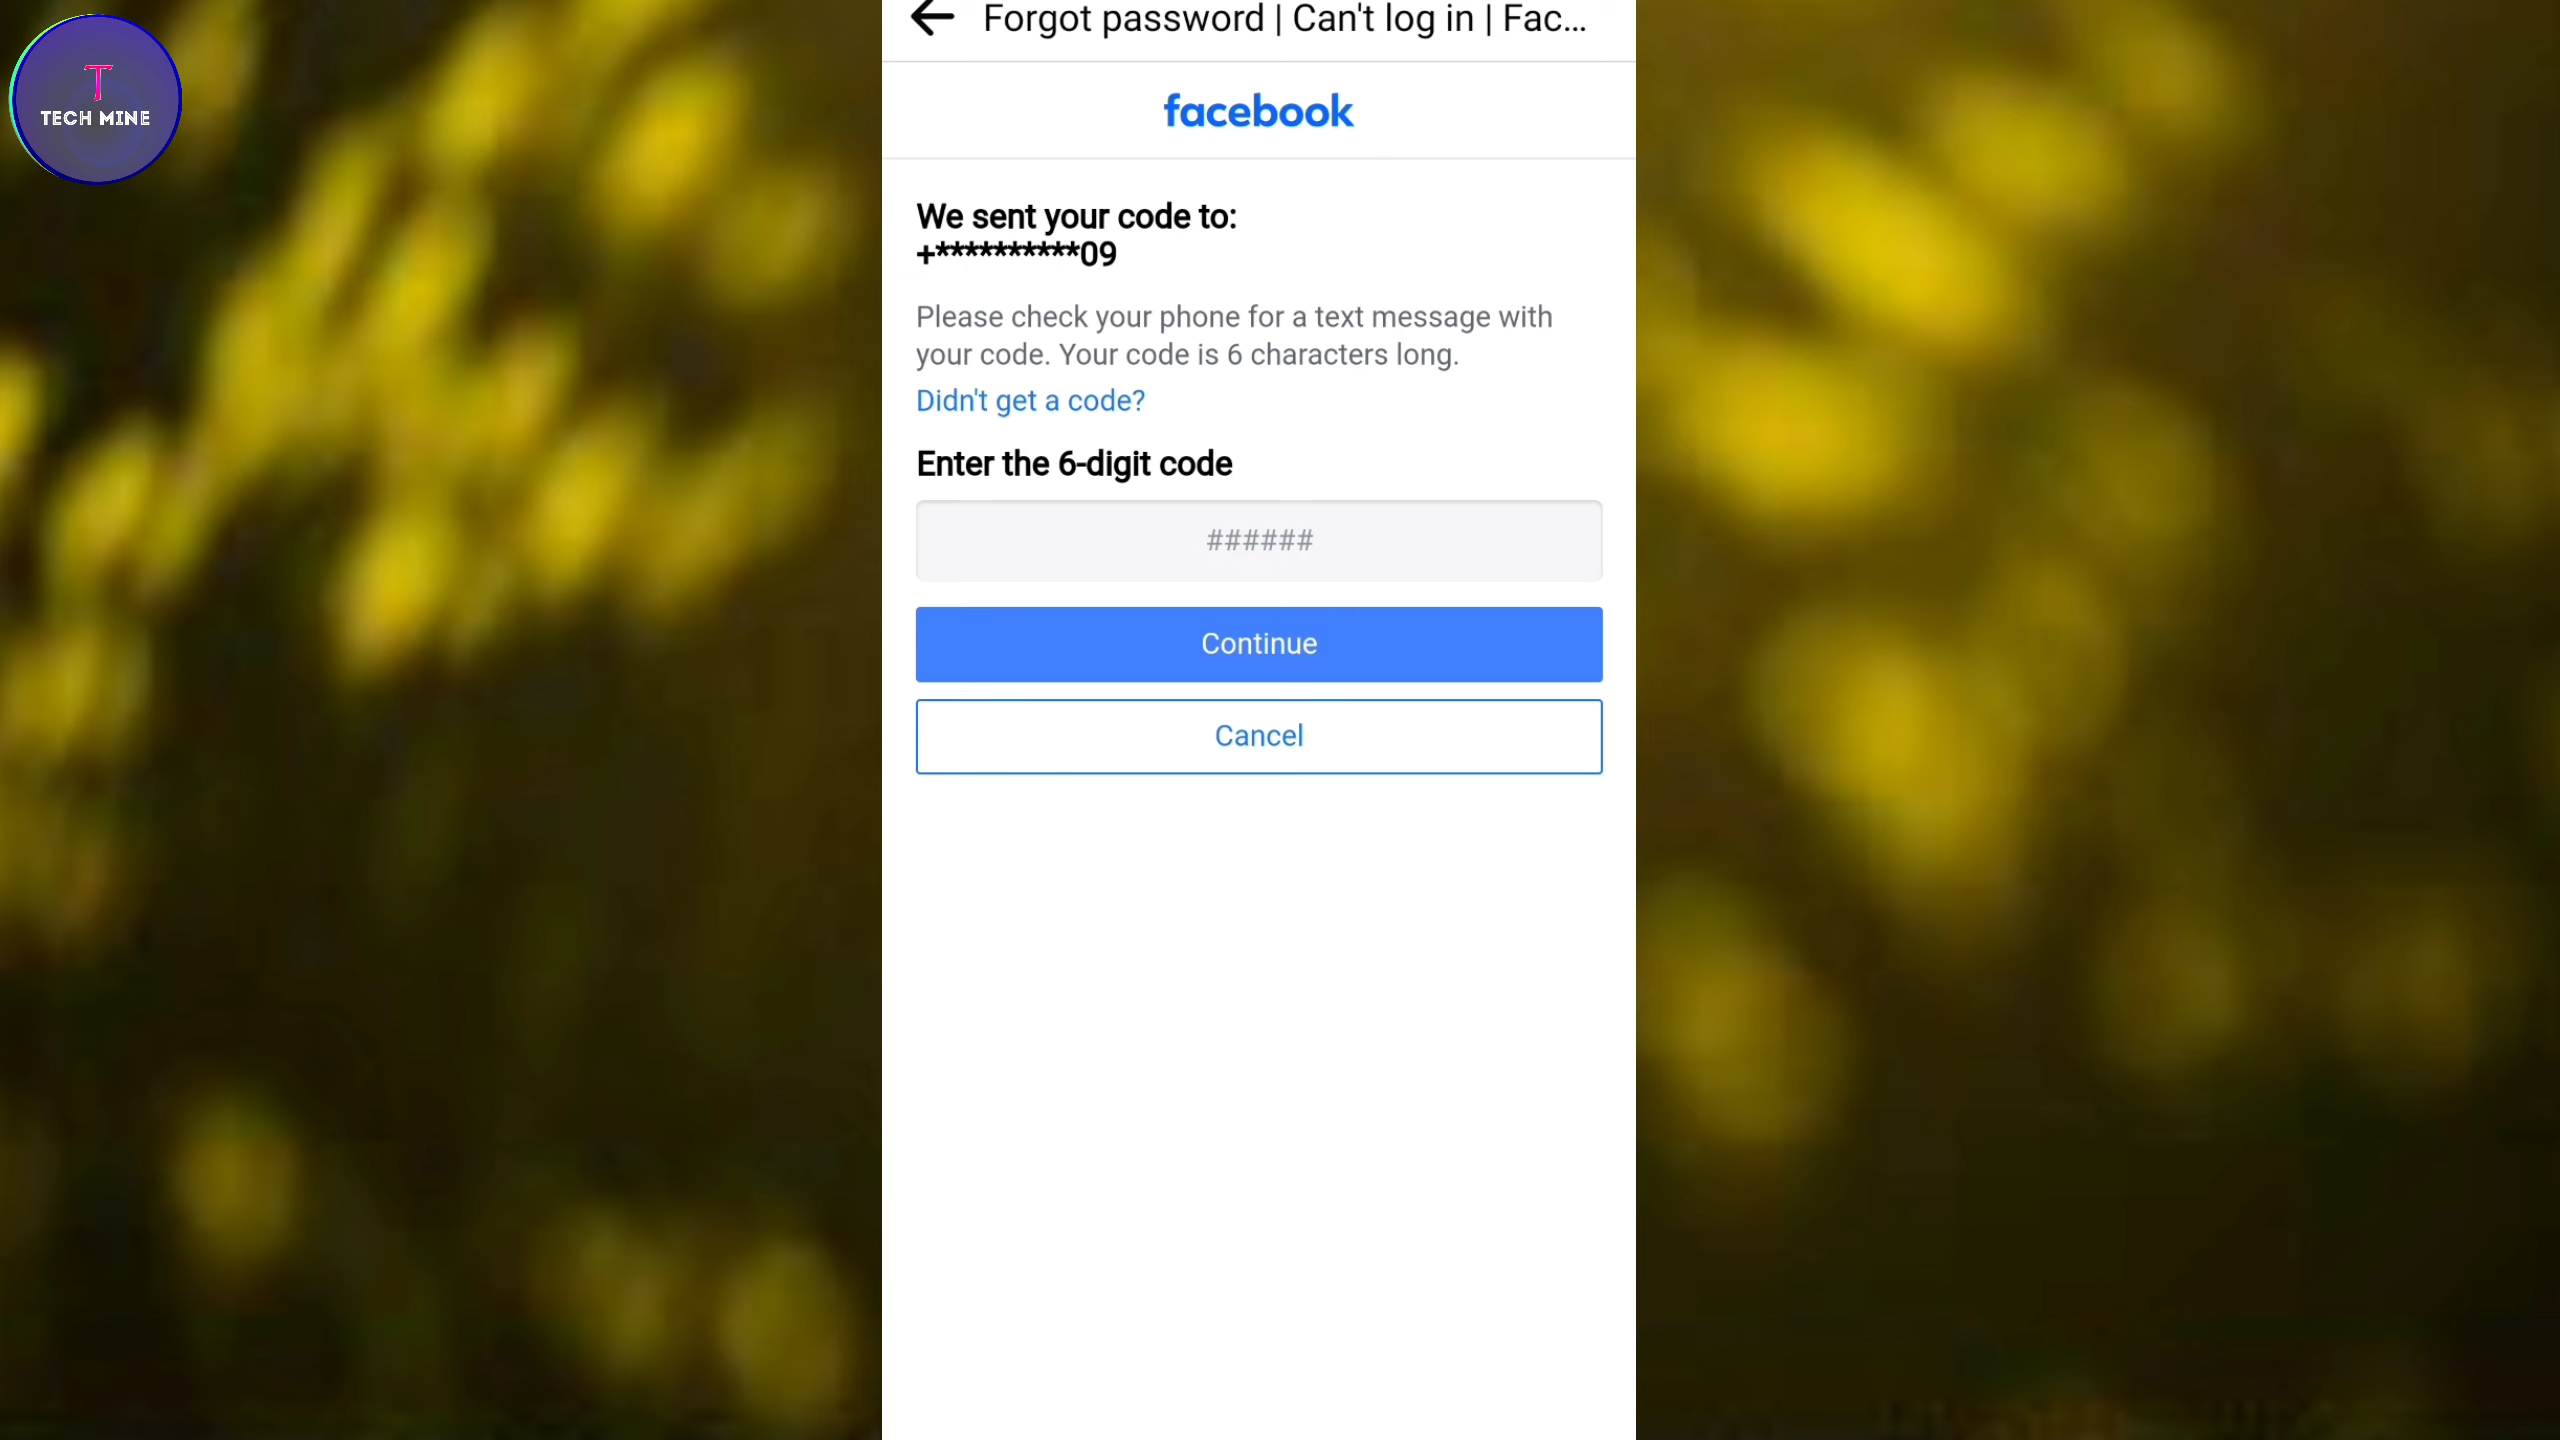 T
TECH MINE
Forgot password | Can't log in | Fac...
facebook
We sent your code to:
+**********09
Please check your phone for a text message with
your code. Your code is 6 characters long.
Didn't get a code?
Enter the 6-digit code
######
Continue
Cancel